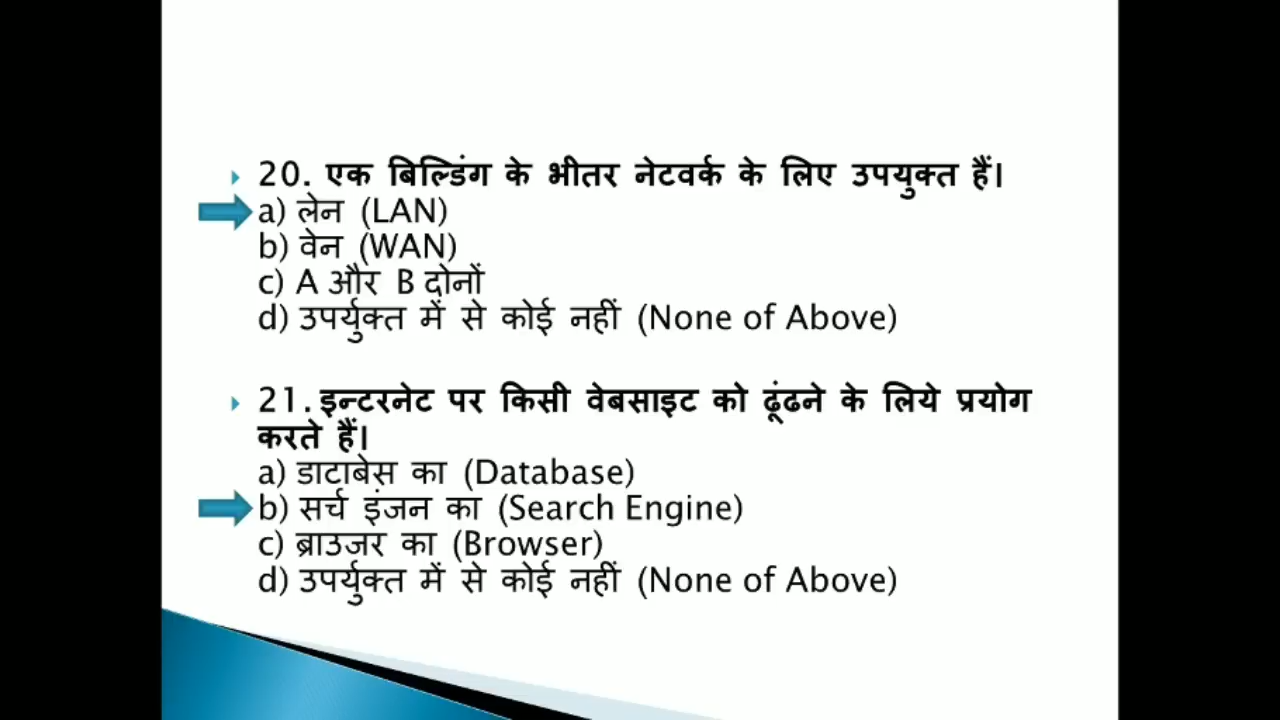 20. एक बिल्डिंग के भीतर नेटवर्क के लिए उपयुक्त हैं।
a) लेन (LAN)
b) वेन (WAN)
c) A और B दोनों
d) उपर्युक्त में से कोई नहीं (None of Above)
21. इन्टरनेट पर किसी वेबसाइट को ढूंढने के लिये प्रयोग
करते हैं।
a) डाटाबेस का (Database)
b) सर्च इंजन का (Search Engine)
c) ब्राउजर का (Browser)
d) उपर्युक्त में से कोई नहीं (None of Above)